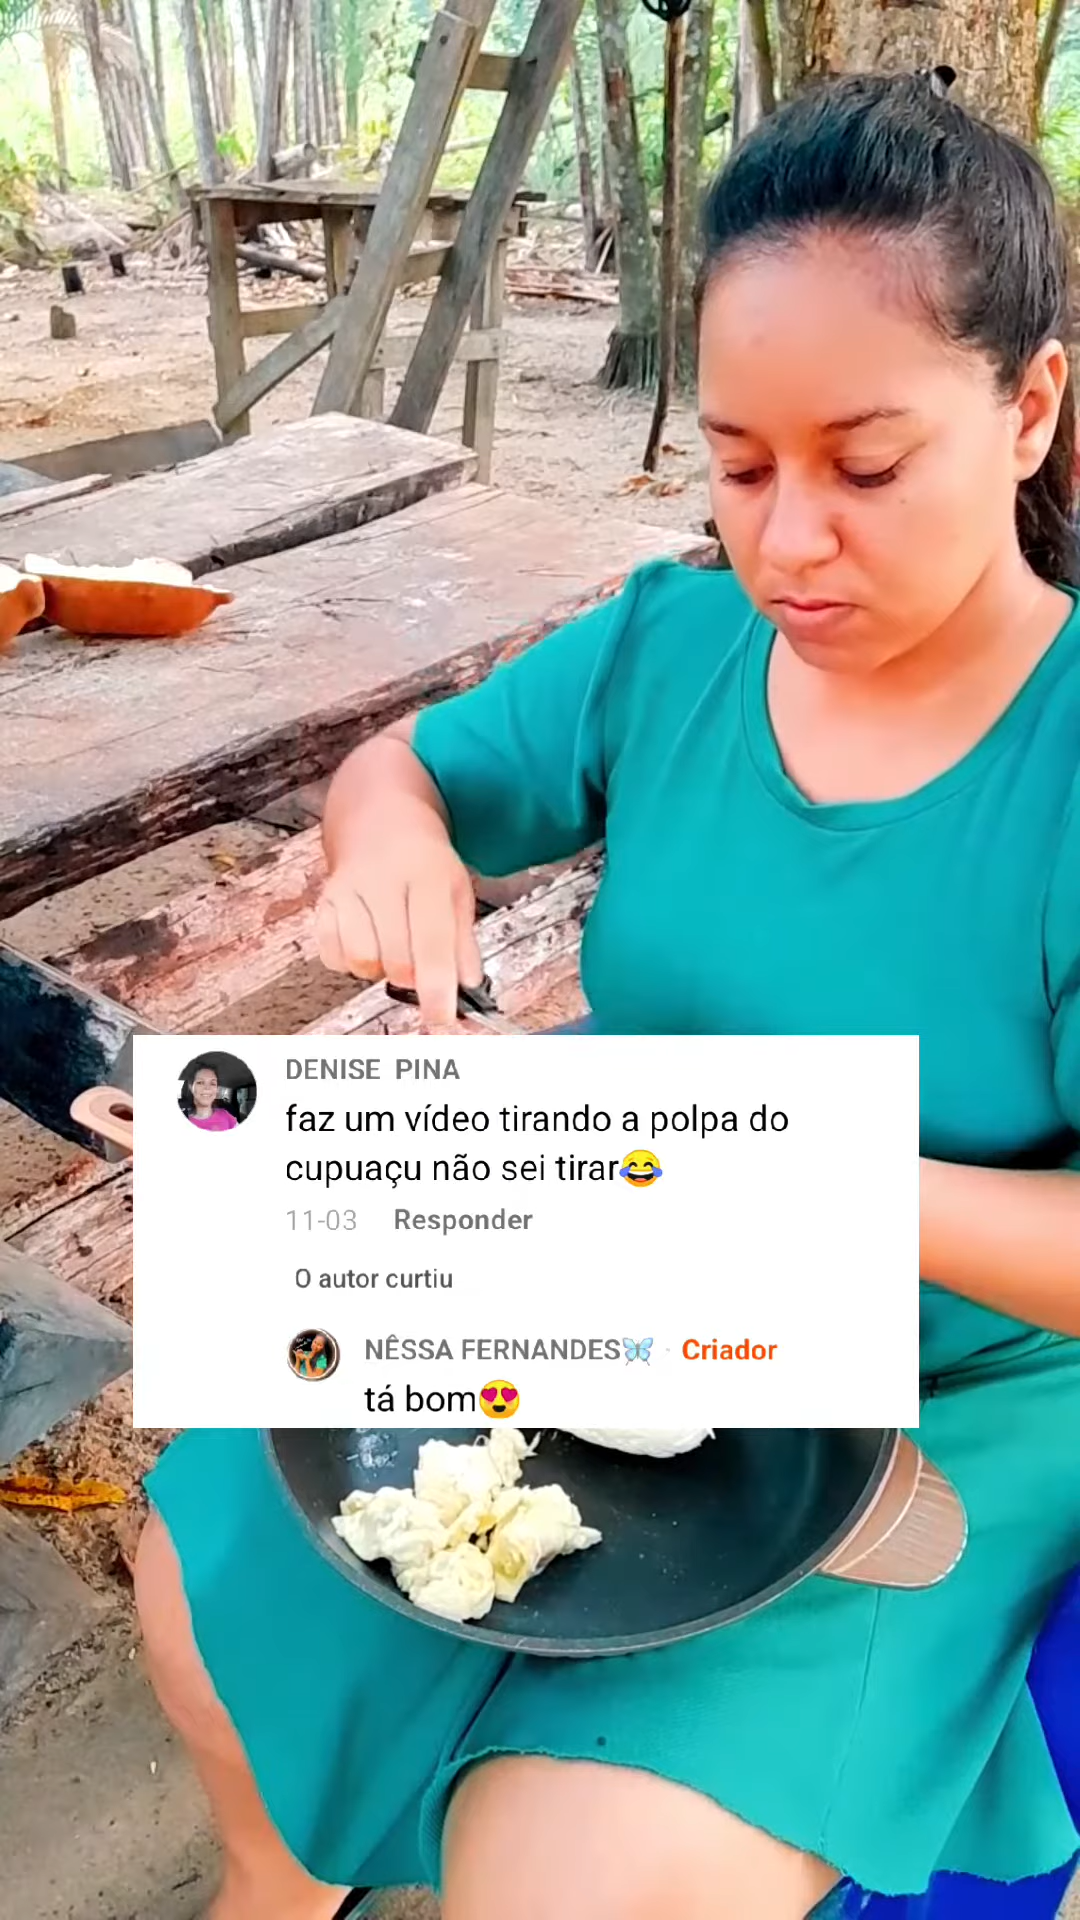 DENISE PINA
faz um vídeo tirando a polpa do
cupuaçu não sei tirar😂
11-03 Responder
O autor curtiu
NÊSSA FERNANDES🦋 · Criador
tá bom😍